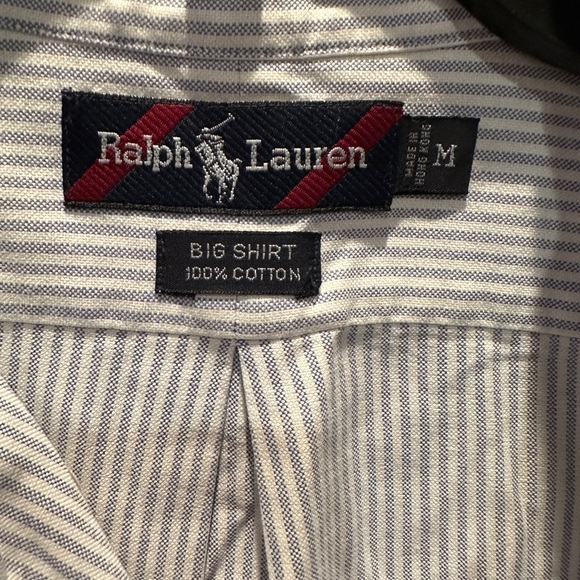 Ralph Lauren
MADE IN
HONG KONG
M
BIG SHIRT
100% COTTON